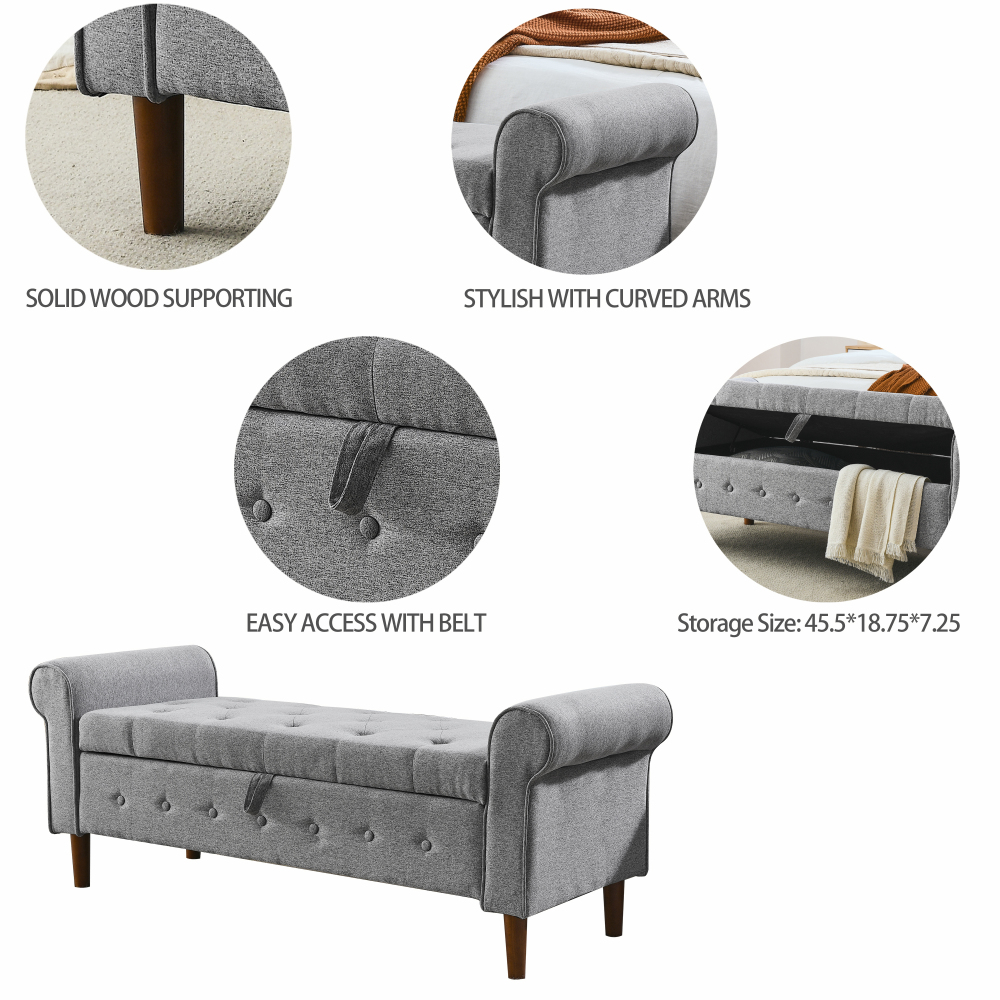 SOLID WOOD SUPPORTING
STYLISH WITH CURVED ARMS
EASY ACCESS WITH BELT
Storage Size: 45.5*18.75*7.25